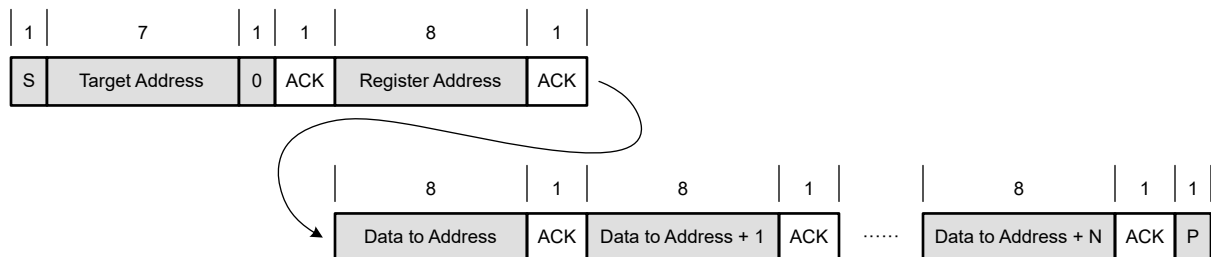 1 7 1 1 8 1
S Target Address 0 ACK Register Address ACK
8 1 8 1 8 1 1
Data to Address ACK Data to Address + 1 ACK ...... Data to Address + N ACK P